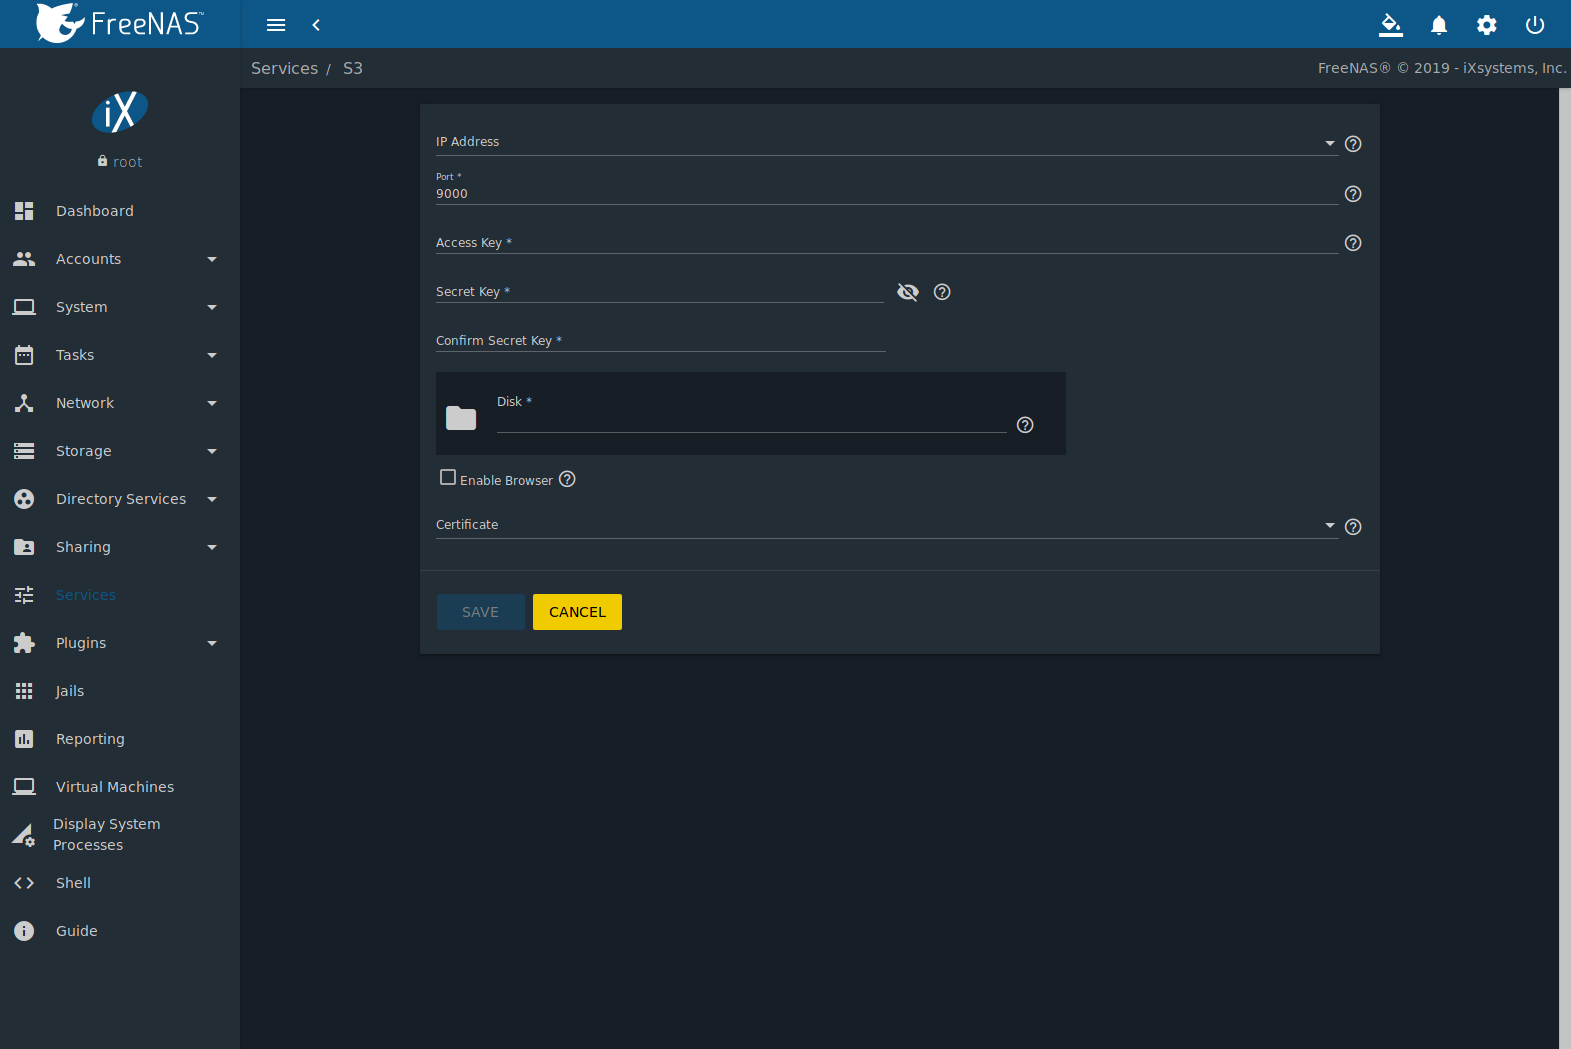 FreeNAS™
Services / S3
FreeNAS® © 2019 - iXsystems, Inc.
iX
root
Dashboard
Accounts
System
Tasks
Network
Storage
Directory Services
Sharing
Services
Plugins
Jails
Reporting
Virtual Machines
Display System
Processes
Shell
Guide
IP Address
Port *
9000
Access Key *
Secret Key *
Confirm Secret Key *
Disk *
Enable Browser
Certificate
SAVE
CANCEL